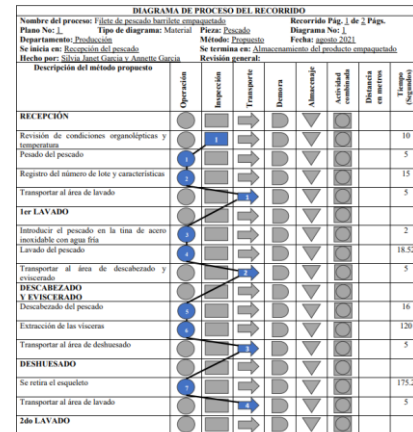 DIAGRAMA DE PROCESO DEL RECORRIDO
Nombre del proceso: Filete de pescado barrilete empaquetado Recorrido Pág. 1 de 2 Págs.
Plano No: 1 Tipo de diagrama: Material Pieza: Pescado Diagrama No: 1
Departamento: Producción Método: Propuesto Fecha: agosto 2021
Se inicia en: Recepción del pescado Se termina en: Almacenamiento del producto empaquetado
Hecho por: Silvia Janet García y Annette García Revisión general:
Descripción del método propuesto Operación Inspección Transporte Demora Almacenaje Actividad combinada Distancia en metros Tiempo (Segundos)
RECEPCIÓN
Revisión de condiciones organolépticas y
temperatura 1 10
Pesado del pescado 1 5
Registro del número de lote y características 2 15
Transportar al área de lavado 1 5
1er LAVADO
Introducir el pescado en la tina de acero
inoxidable con agua fría 3 2
Lavado del pescado 4 18.52
Transportar al área de descabezado y
eviscerado 2 5
DESCABEZADO
Y EVISCERADO
Descabezado del pescado 5 16
Extracción de las vísceras 6 120
Transportar al área de deshuesado 3 5
DESHUESADO
Se retira el esqueleto 7 175.2
Transportar al área de lavado 4 5
2do LAVADO